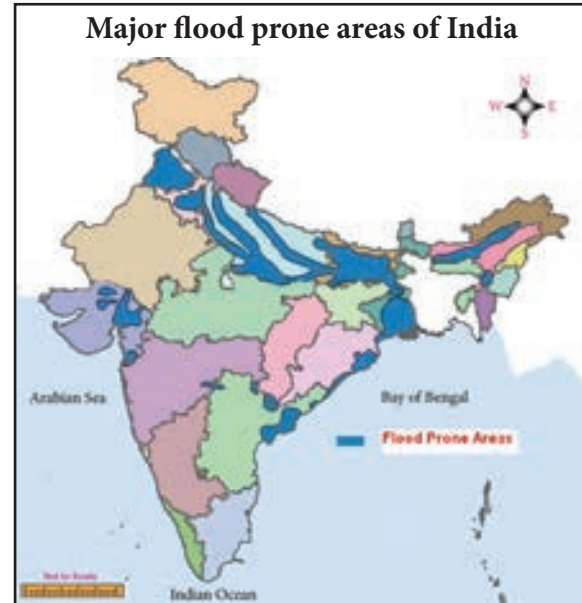 Major flood prone areas of India
N
W E
S
Arabian Sea
Bay of Bengal
Flood Prone Areas
Not to Scale
Indian Ocean